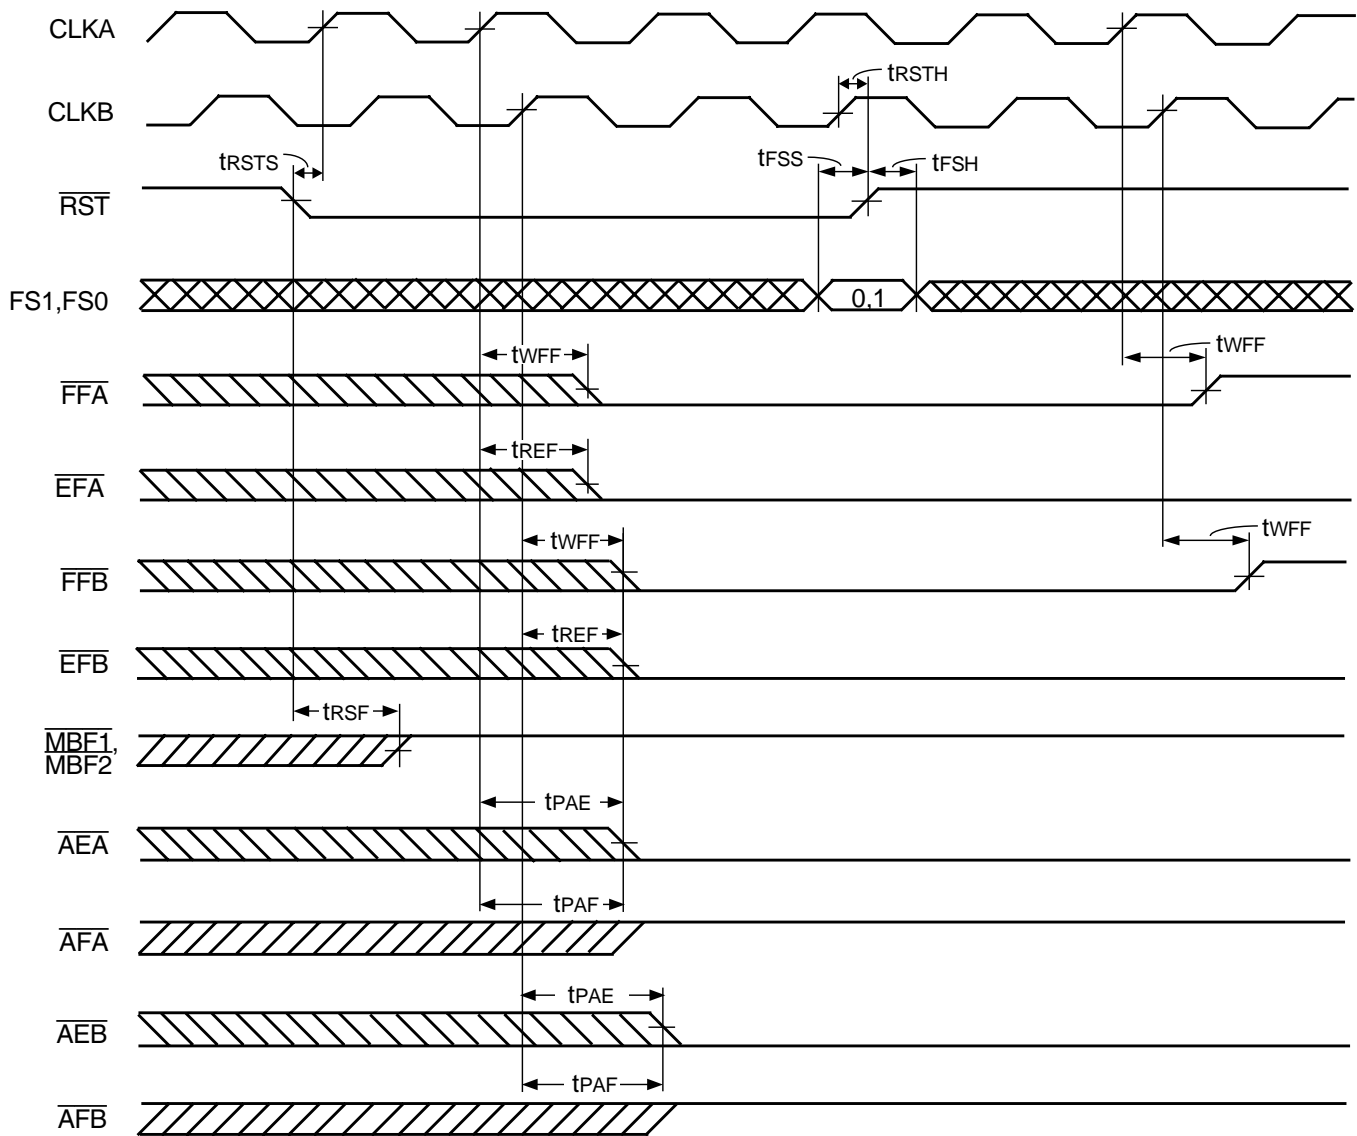 CLKA
tRSTH
CLKB
tRSTS
tFSS
tFSH
RST
FS1,FS0
0,1
tWFF
tWFF
FFA
tREF
EFA
tWFF
tWFF
FFB
tREF
EFB
tRSF
MBF1,
MBF2
tPAE
AEA
tPAF
AFA
tPAE
AEB
tPAF
AFB